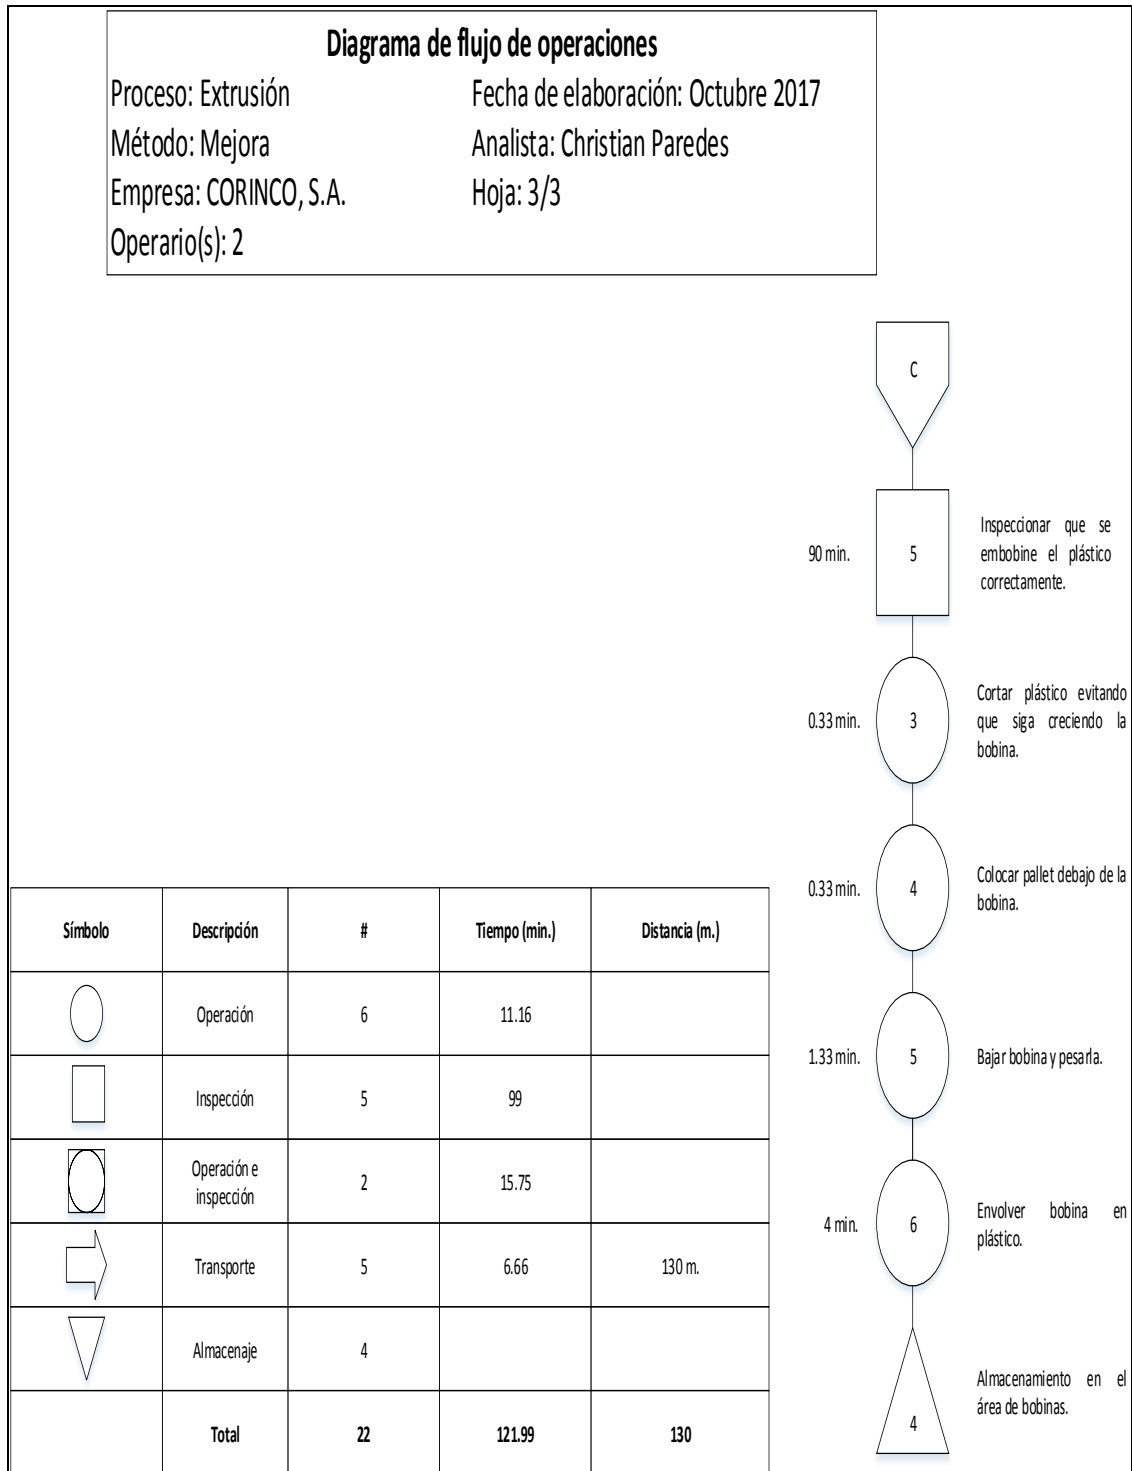 Diagrama de flujo de operaciones
Proceso: Extrusión
Fecha de elaboración: Octubre 2017
Método: Mejora
Analista: Christian Paredes
Empresa: CORINCO, S.A.
Hoja: 3/3
Operario(s): 2
C
90 min.
5
Inspeccionar que se
embobine el plástico
correctamente.
0.33 min.
3
Cortar plástico evitando
que siga creciendo la
bobina.
0.33 min.
4
Colocar pallet debajo de la
bobina.
1.33 min.
5
Bajar bobina y pesarla.
4 min.
6
Envolver bobina en
plástico.
4
Almacenamiento en el
área de bobinas.
Símbolo Descripción # Tiempo (min.) Distancia (m.)
Operación 6 11.16
Inspección 5 99
Operación e
inspección 2 15.75
Transporte 5 6.66 130 m.
Almacenaje 4
Total 22 121.99 130